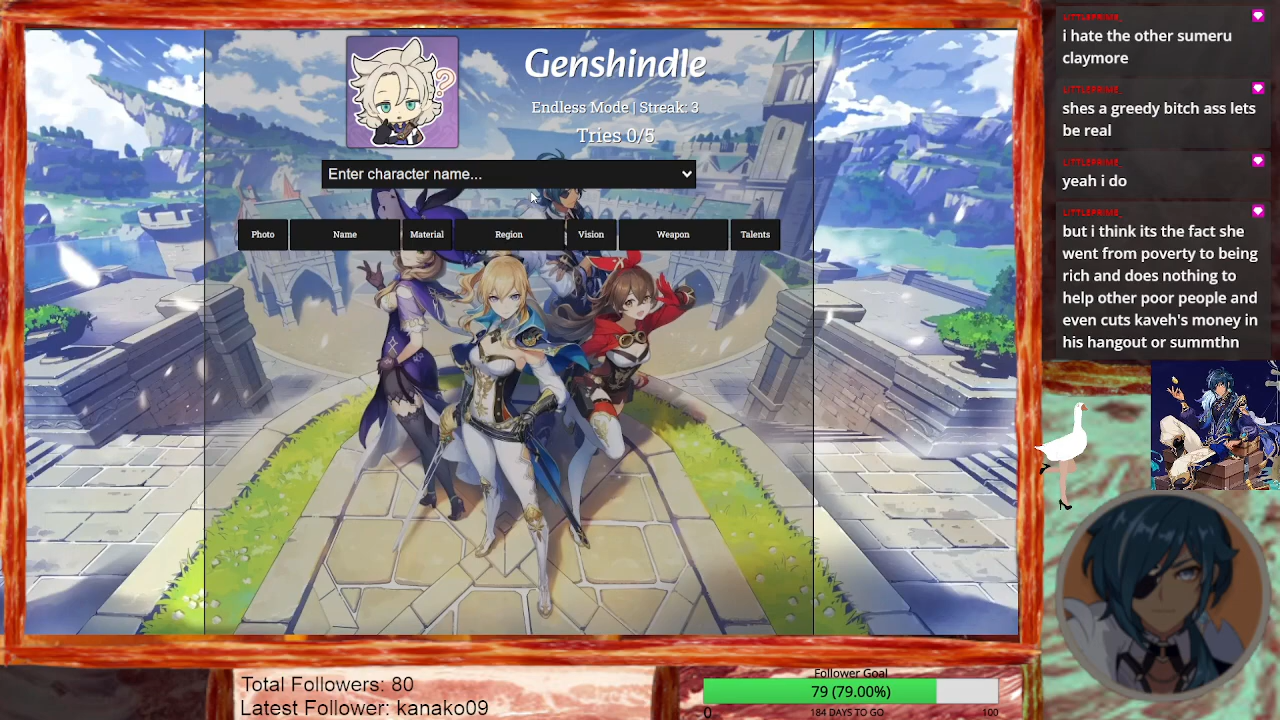 Genshindle
Endless Mode | Streak: 3
Tries 0/5
Enter character name...
Photo Name Material Region Vision Weapon Talents
LITTLEPRIME_
i hate the other sumeru
claymore
LITTLEPRIME_
shes a greedy bitch ass lets
be real
LITTLEPRIME_
yeah i do
LITTLEPRIME_
but i think its the fact she
went from poverty to being
rich and does nothing to
help other poor people and
even cuts kaveh's money in
his hangout or summthn
Total Followers: 80
Latest Follower: kanako09
Follower Goal
79 (79.00%)
0 184 DAYS TO GO 100